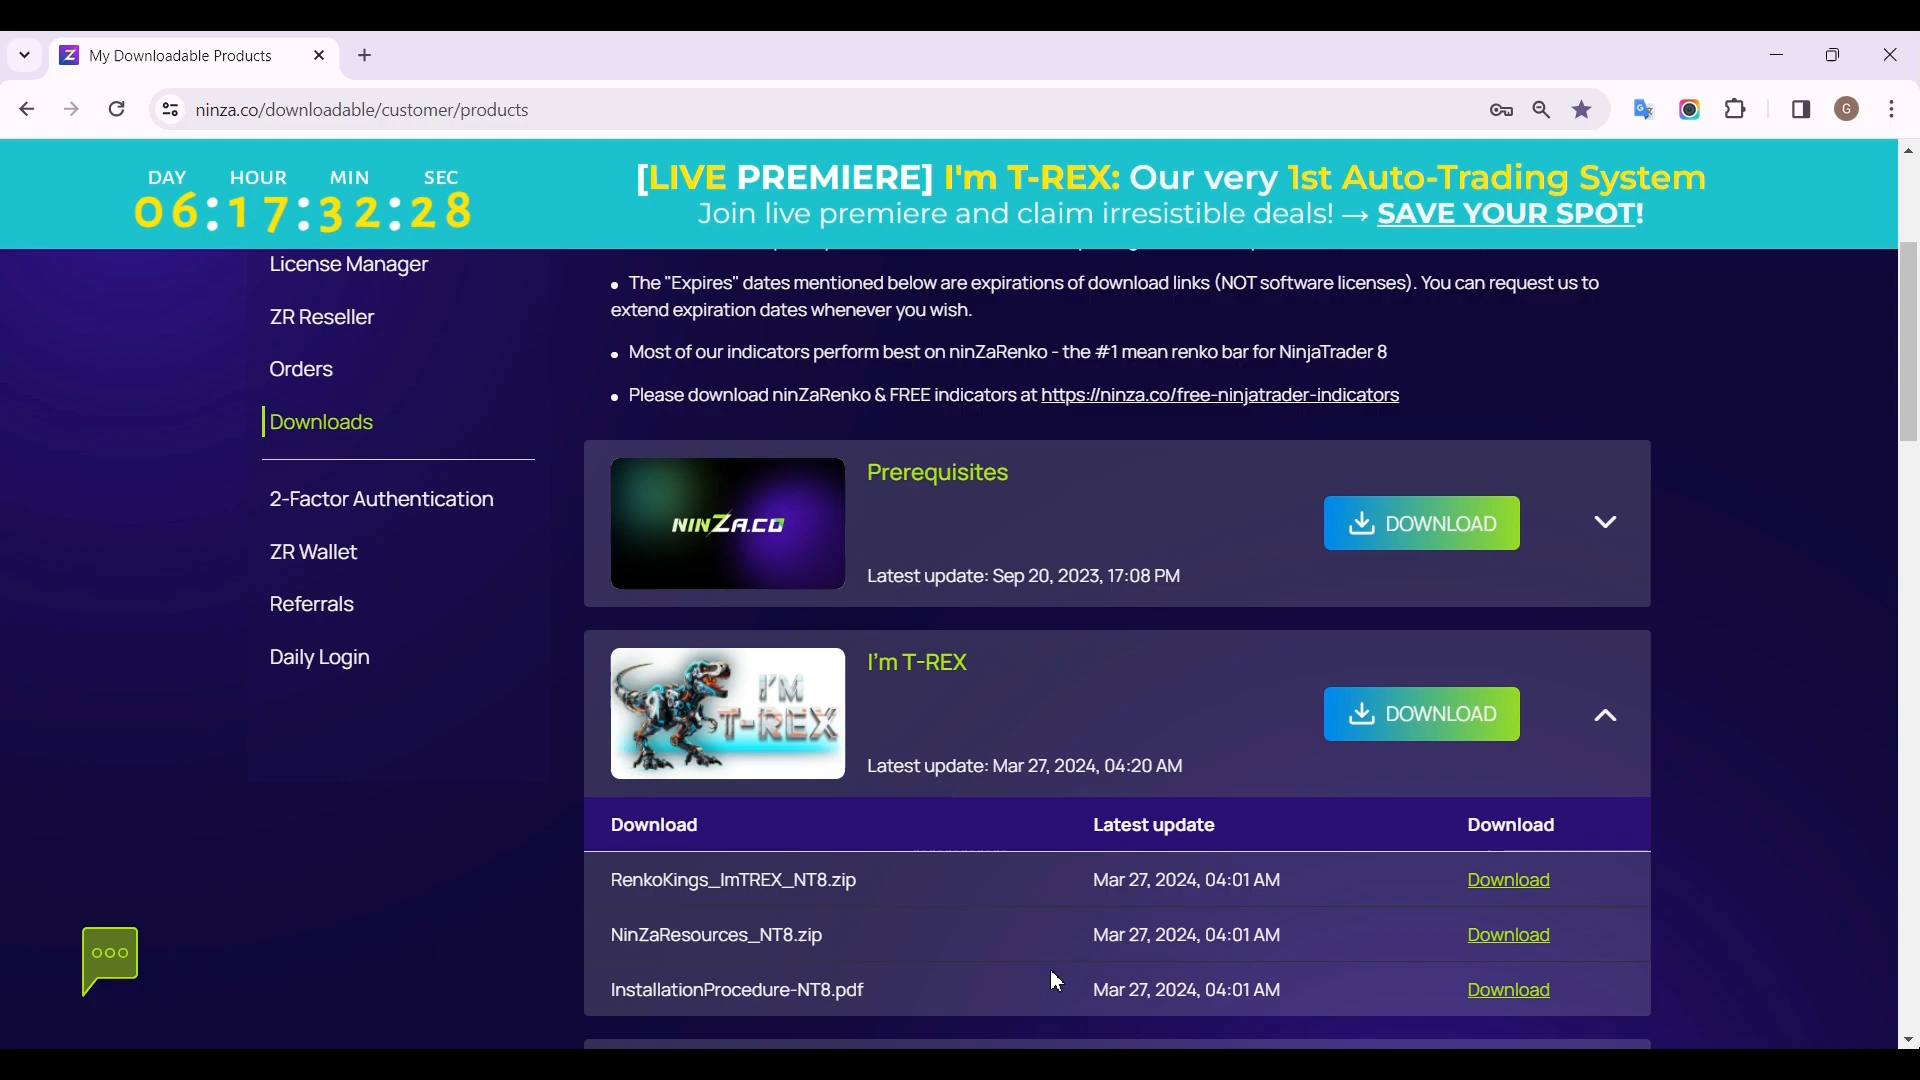 My Downloadable Products
ninza.co/downloadable/customer/products
G
DAY HOUR MIN SEC
06:17:32:28
[LIVE PREMIERE] I'm T-REX: Our very 1st Auto-Trading System
Join live premiere and claim irresistible deals! → SAVE YOUR SPOT!
License Manager
ZR Reseller
Orders
Downloads
2-Factor Authentication
ZR Wallet
Referrals
Daily Login
• The "Expires" dates mentioned below are expirations of download links (NOT software licenses). You can request us to
extend expiration dates whenever you wish.
• Most of our indicators perform best on ninZaRenko - the #1 mean renko bar for NinjaTrader 8
• Please download ninZaRenko & FREE indicators at https://ninza.co/free-ninjatrader-indicators
NINZA.CO
Prerequisites
DOWNLOAD
Latest update: Sep 20, 2023, 17:08 PM
I'M
T-REX
I'm T-REX
DOWNLOAD
Latest update: Mar 27, 2024, 04:20 AM
Download Latest update Download
RenkoKings_ImTREX_NT8.zip Mar 27, 2024, 04:01 AM Download
NinZaResources_NT8.zip Mar 27, 2024, 04:01 AM Download
InstallationProcedure-NT8.pdf Mar 27, 2024, 04:01 AM Download